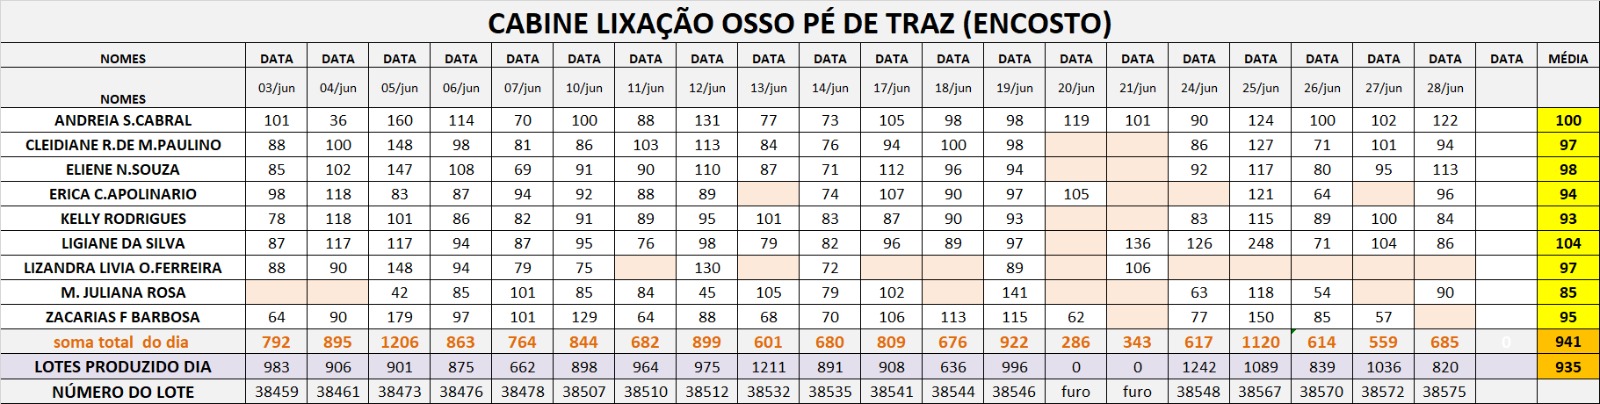 CABINE LIXAÇÃO OSSO PÉ DE TRAZ (ENCOSTO)
NOMES DATA DATA DATA DATA DATA DATA DATA DATA DATA DATA DATA DATA DATA DATA DATA DATA DATA DATA DATA DATA DATA MÉDIA
NOMES 03/jun 04/jun 05/jun 06/jun 07/jun 10/jun 11/jun 12/jun 13/jun 14/jun 17/jun 18/jun 19/jun 20/jun 21/jun 24/jun 25/jun 26/jun 27/jun 28/jun
ANDREIA S.CABRAL 101 36 160 114 70 100 88 131 77 73 105 98 98 119 101 90 124 100 102 122 100
CLEIDIANE R.DE M.PAULINO 88 100 148 98 81 86 103 113 84 76 94 100 98 86 127 71 101 94 97
ELIENE N.SOUZA 85 102 147 108 69 91 90 110 87 71 112 96 94 92 117 80 95 113 98
ERICA C.APOLINARIO 98 118 83 87 94 92 88 89 74 107 90 97 105 121 64 96 94
KELLY RODRIGUES 78 118 101 86 82 91 89 95 101 83 87 90 93 83 115 89 100 84 93
LIGIANE DA SILVA 87 117 117 94 87 95 76 98 79 82 96 89 97 136 126 248 71 104 86 104
LIZANDRA LIVIA O.FERREIRA 88 90 148 94 79 75 130 72 89 106 97
M. JULIANA ROSA 42 85 101 85 84 45 105 79 102 141 63 118 54 90 85
ZACARIAS F BARBOSA 64 90 179 97 101 129 64 88 68 70 106 113 115 62 77 150 85 57 95
soma total do dia 792 895 1206 863 764 844 682 899 601 680 809 676 922 286 343 617 1120 614 559 685 0 941
LOTES PRODUZIDO DIA 983 906 901 875 662 898 964 975 1211 891 908 636 996 0 0 1242 1089 839 1036 820 935
NÚMERO DO LOTE 38459 38461 38473 38476 38478 38507 38510 38512 38532 38535 38541 38544 38546 furo furo 38548 38567 38570 38572 38575